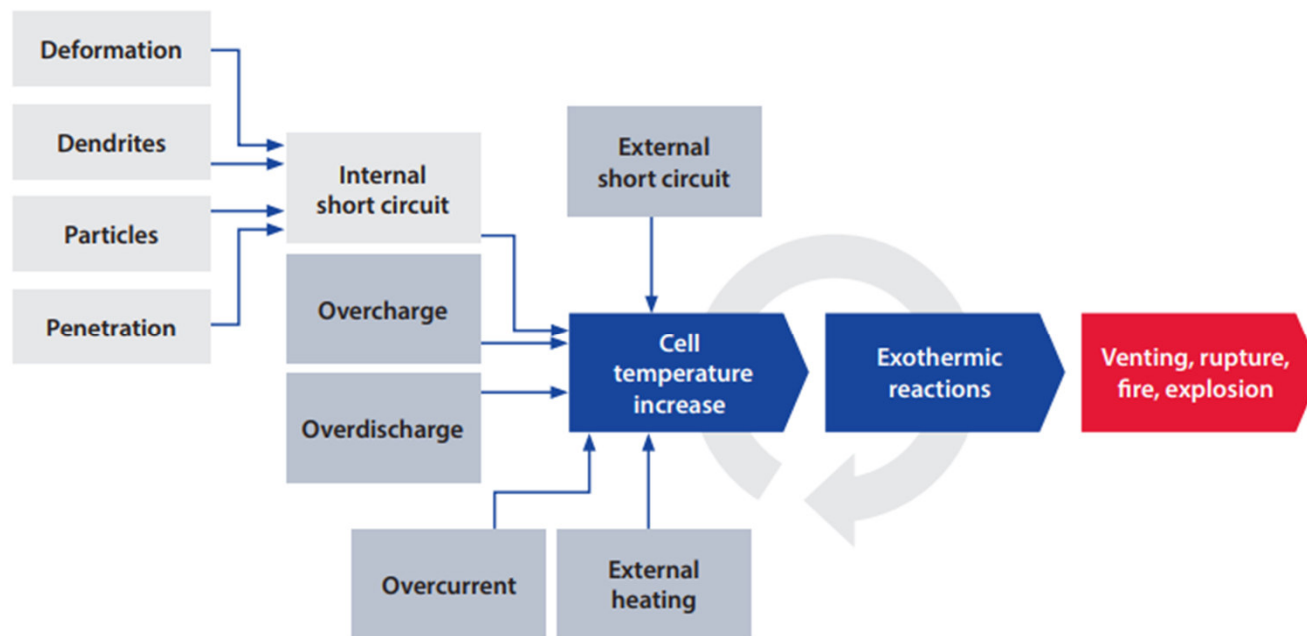 Deformation
Dendrites
Particles
Penetration
Internal
short circuit
Overcharge
Overdischarge
Overcurrent
External
heating
External
short circuit
Cell
temperature
increase
Exothermic
reactions
Venting, rupture,
fire, explosion